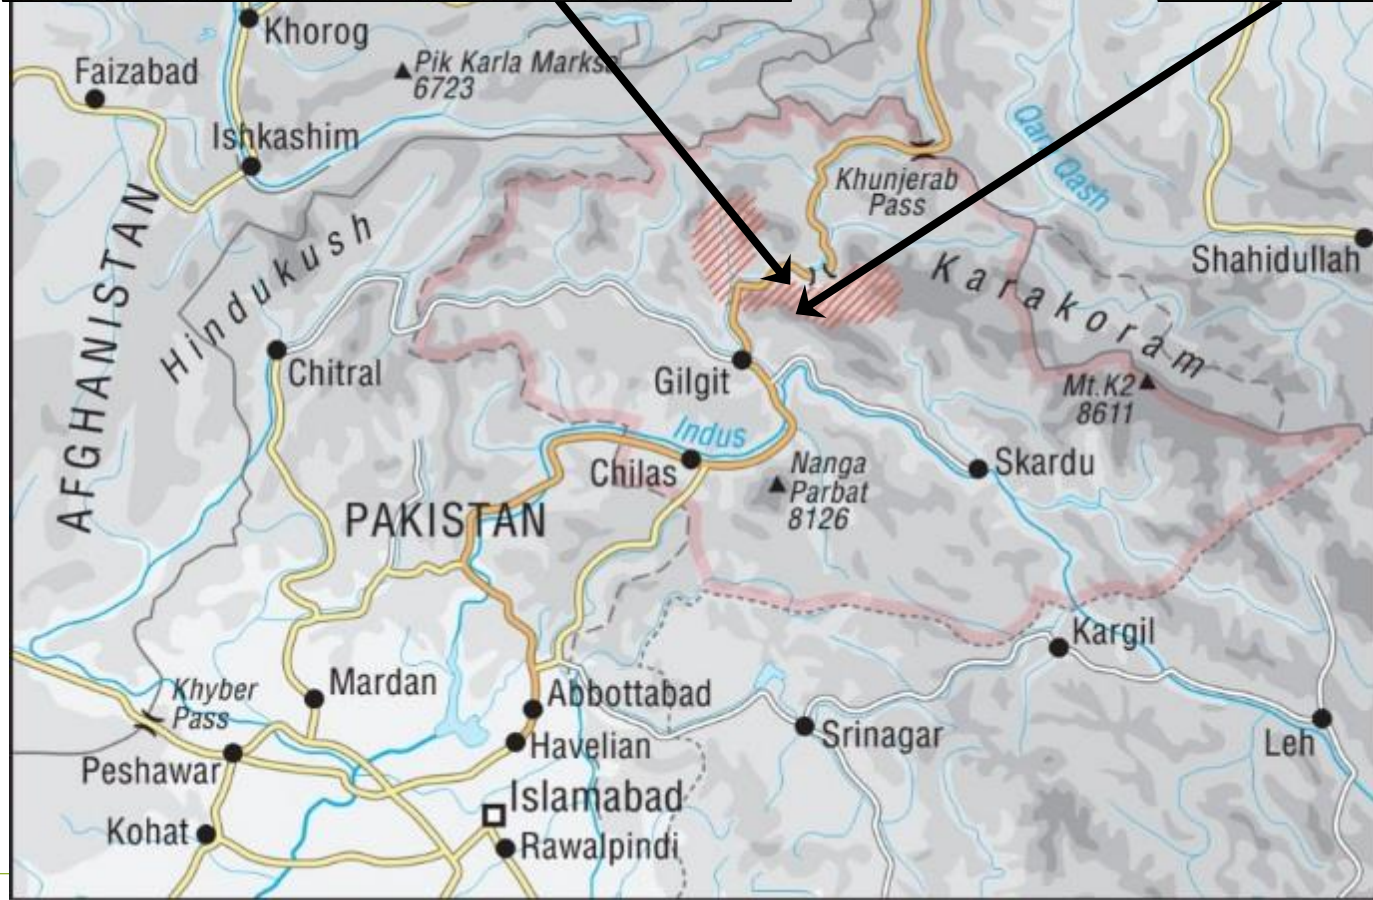 Khorog
Pik Karla Marksa
6723
Faizabad
Ishkashim
Qara Qash
Khunjerab
Pass
Shahidullah
AFGHANISTAN
Hindukush
Karakoram
Chitral
Gilgit
Mt.K2
8611
Indus
Chilas
Nanga
Parbat
8126
Skardu
PAKISTAN
Kargil
Khyber
Pass
Mardan
Abbottabad
Havelian
Srinagar
Leh
Peshawar
Islamabad
Kohat
Rawalpindi